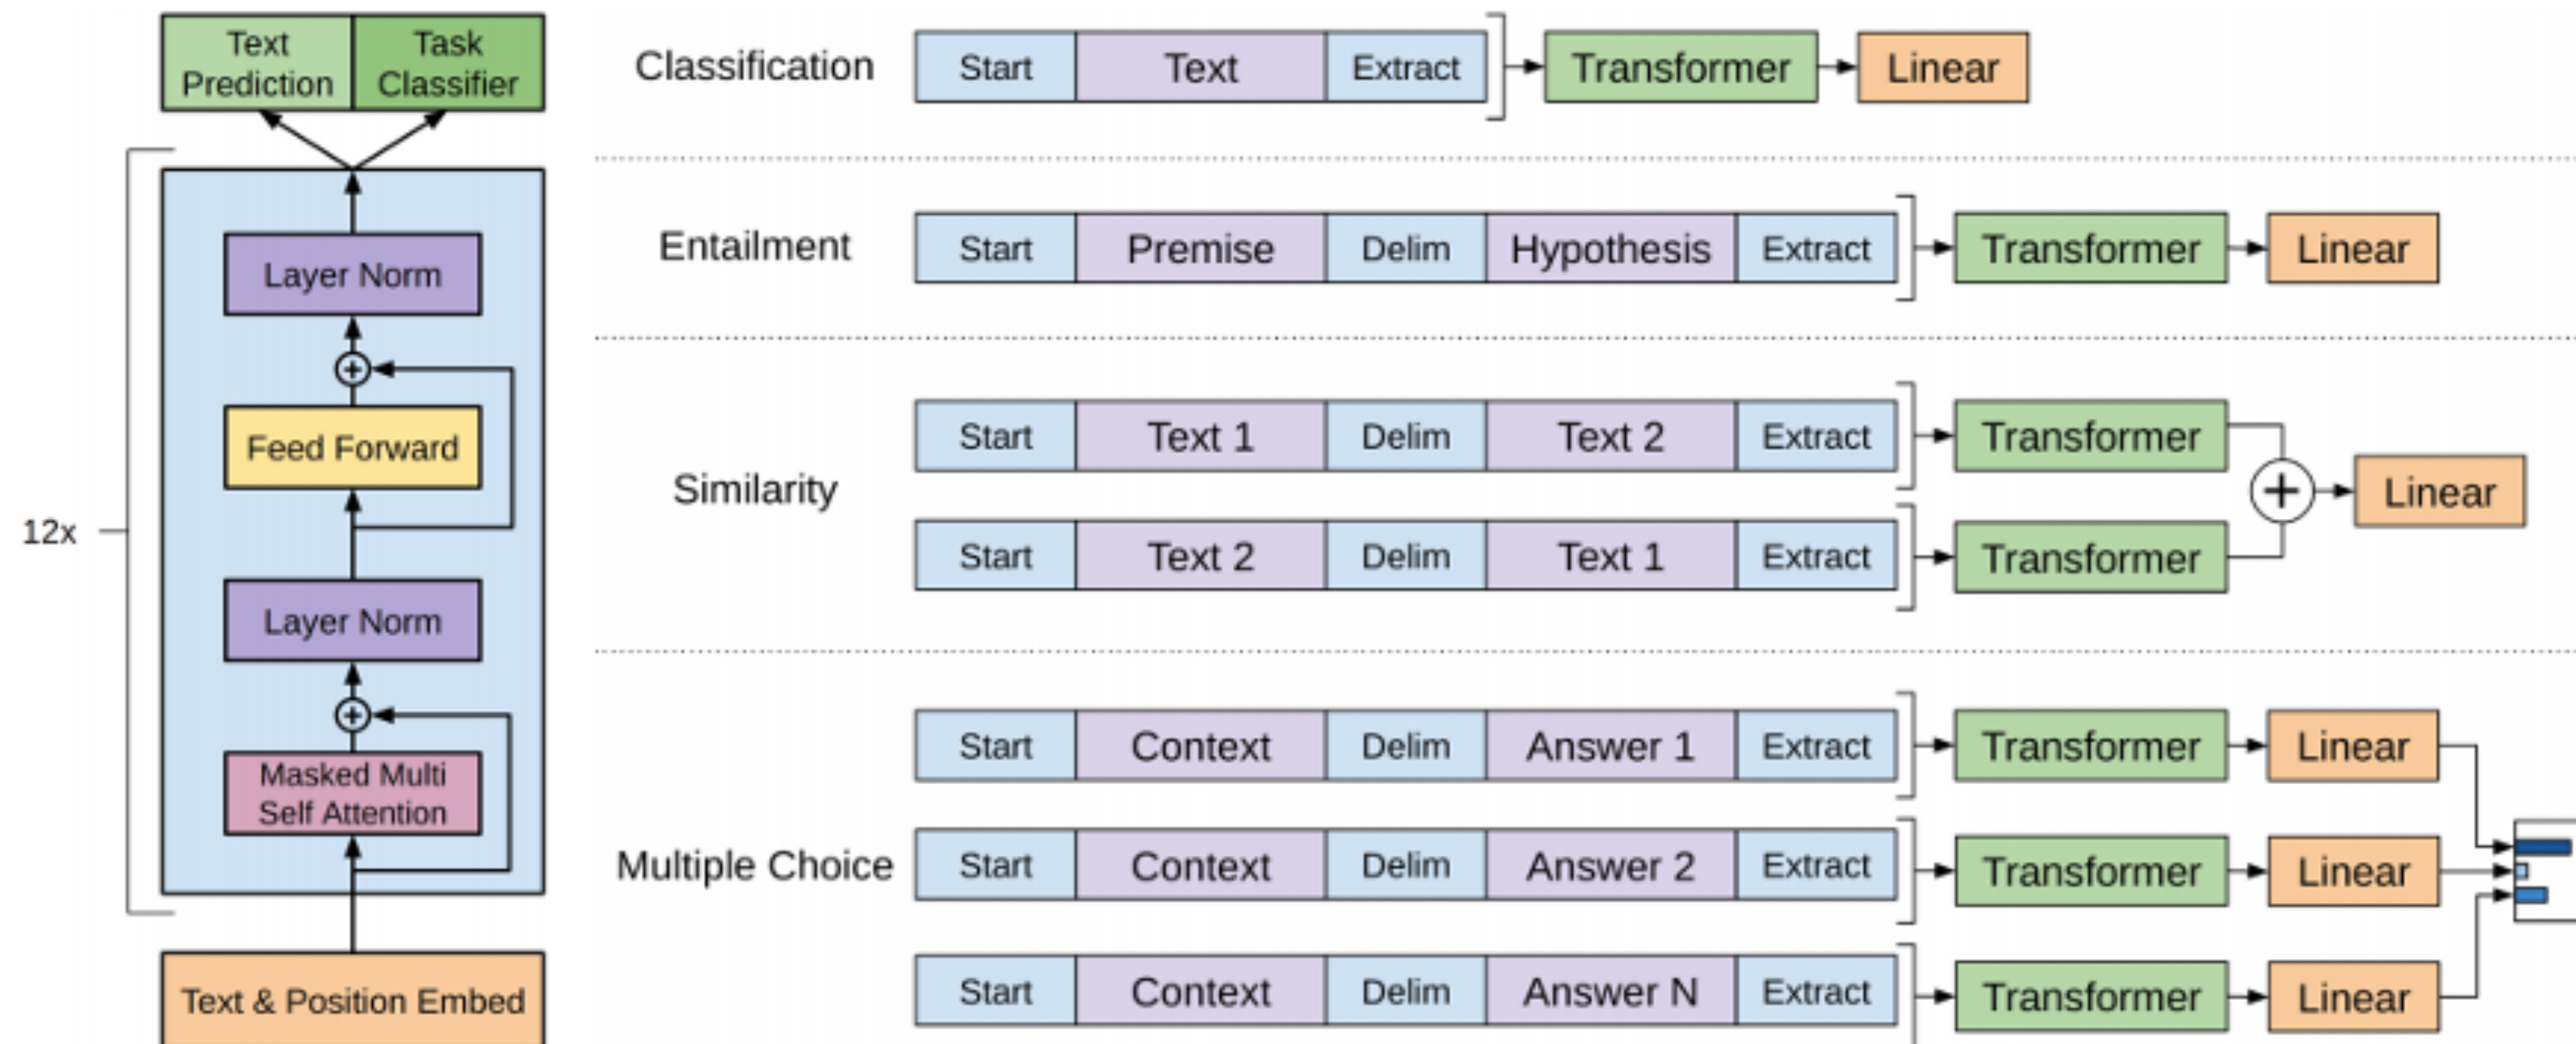 Text
Prediction
Task
Classifier
Layer Norm
Feed Forward
12x
Layer Norm
Masked Multi
Self Attention
Text & Position Embed
Classification
Start Text Extract Transformer Linear
Entailment
Start Premise Delim Hypothesis Extract Transformer Linear
Similarity
Start Text 1 Delim Text 2 Extract Transformer
Linear
Start Text 2 Delim Text 1 Extract Transformer
Multiple Choice
Start Context Delim Answer 1 Extract Transformer Linear
Start Context Delim Answer 2 Extract Transformer Linear
Start Context Delim Answer N Extract Transformer Linear